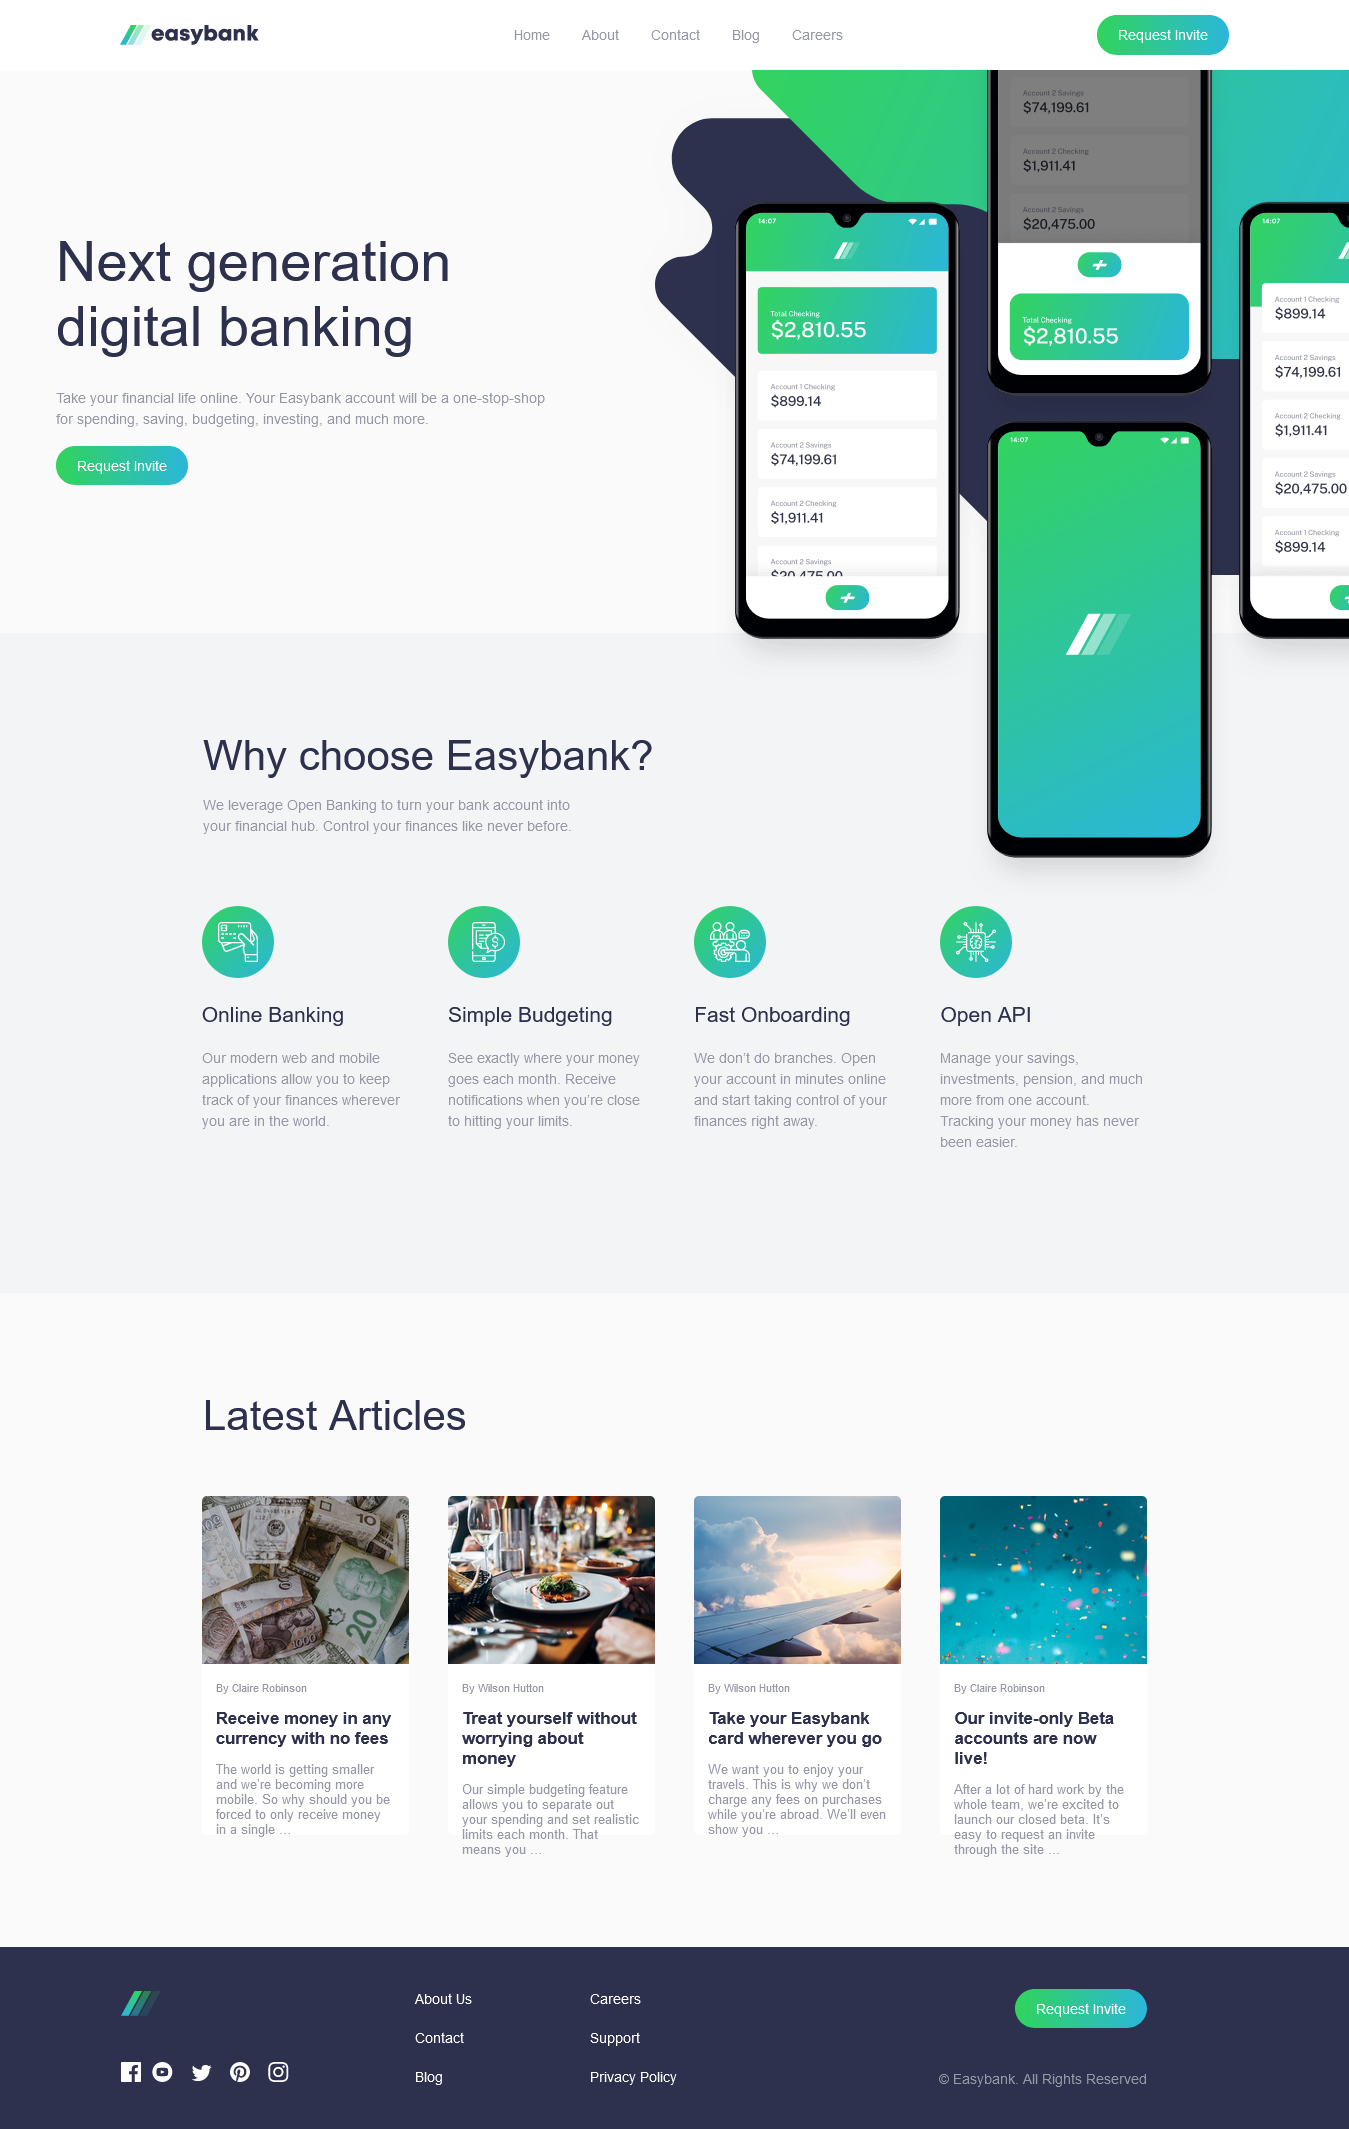 easybank
Home About Contact Blog Careers
Request Invite
Next generation
digital banking
Take your financial life online. Your Easybank account will be a one-stop-shop
for spending, saving, budgeting, investing, and much more.
Request Invite
14:07
Total Checking
$2,810.55
Account 1 Checking
$899.14
Account 2 Savings
$74,199.61
Account 2 Checking
$1,911.41
Account 2 Savings
$20,475.00
Account 2 Savings
$74,199.61
Account 2 Checking
$1,911.41
Account 2 Savings
$20,475.00
Total Checking
$2,810.55
14:07
14:07
Account 1 Checking
$899.14
Account 2 Savings
$74,199.61
Account 2 Checking
$1,911.41
Account 2 Savings
$20,475.00
Account 1 Checking
$899.14
Why choose Easybank?
We leverage Open Banking to turn your bank account into
your financial hub. Control your finances like never before.
Online Banking
Our modern web and mobile
applications allow you to keep
track of your finances wherever
you are in the world.
Simple Budgeting
See exactly where your money
goes each month. Receive
notifications when you’re close
to hitting your limits.
Fast Onboarding
We don’t do branches. Open
your account in minutes online
and start taking control of your
finances right away.
Open API
Manage your savings,
investments, pension, and much
more from one account.
Tracking your money has never
been easier.
Latest Articles
By Claire Robinson
Receive money in any
currency with no fees
The world is getting smaller
and we’re becoming more
mobile. So why should you be
forced to only receive money
in a single …
By Wilson Hutton
Treat yourself without
worrying about
money
Our simple budgeting feature
allows you to separate out
your spending and set realistic
limits each month. That
means you …
By Wilson Hutton
Take your Easybank
card wherever you go
We want you to enjoy your
travels. This is why we don’t
charge any fees on purchases
while you’re abroad. We’ll even
show you …
By Claire Robinson
Our invite-only Beta
accounts are now
live!
After a lot of hard work by the
whole team, we’re excited to
launch our closed beta. It’s
easy to request an invite
through the site …
About Us
Contact
Blog
Careers
Support
Privacy Policy
Request Invite
© Easybank. All Rights Reserved